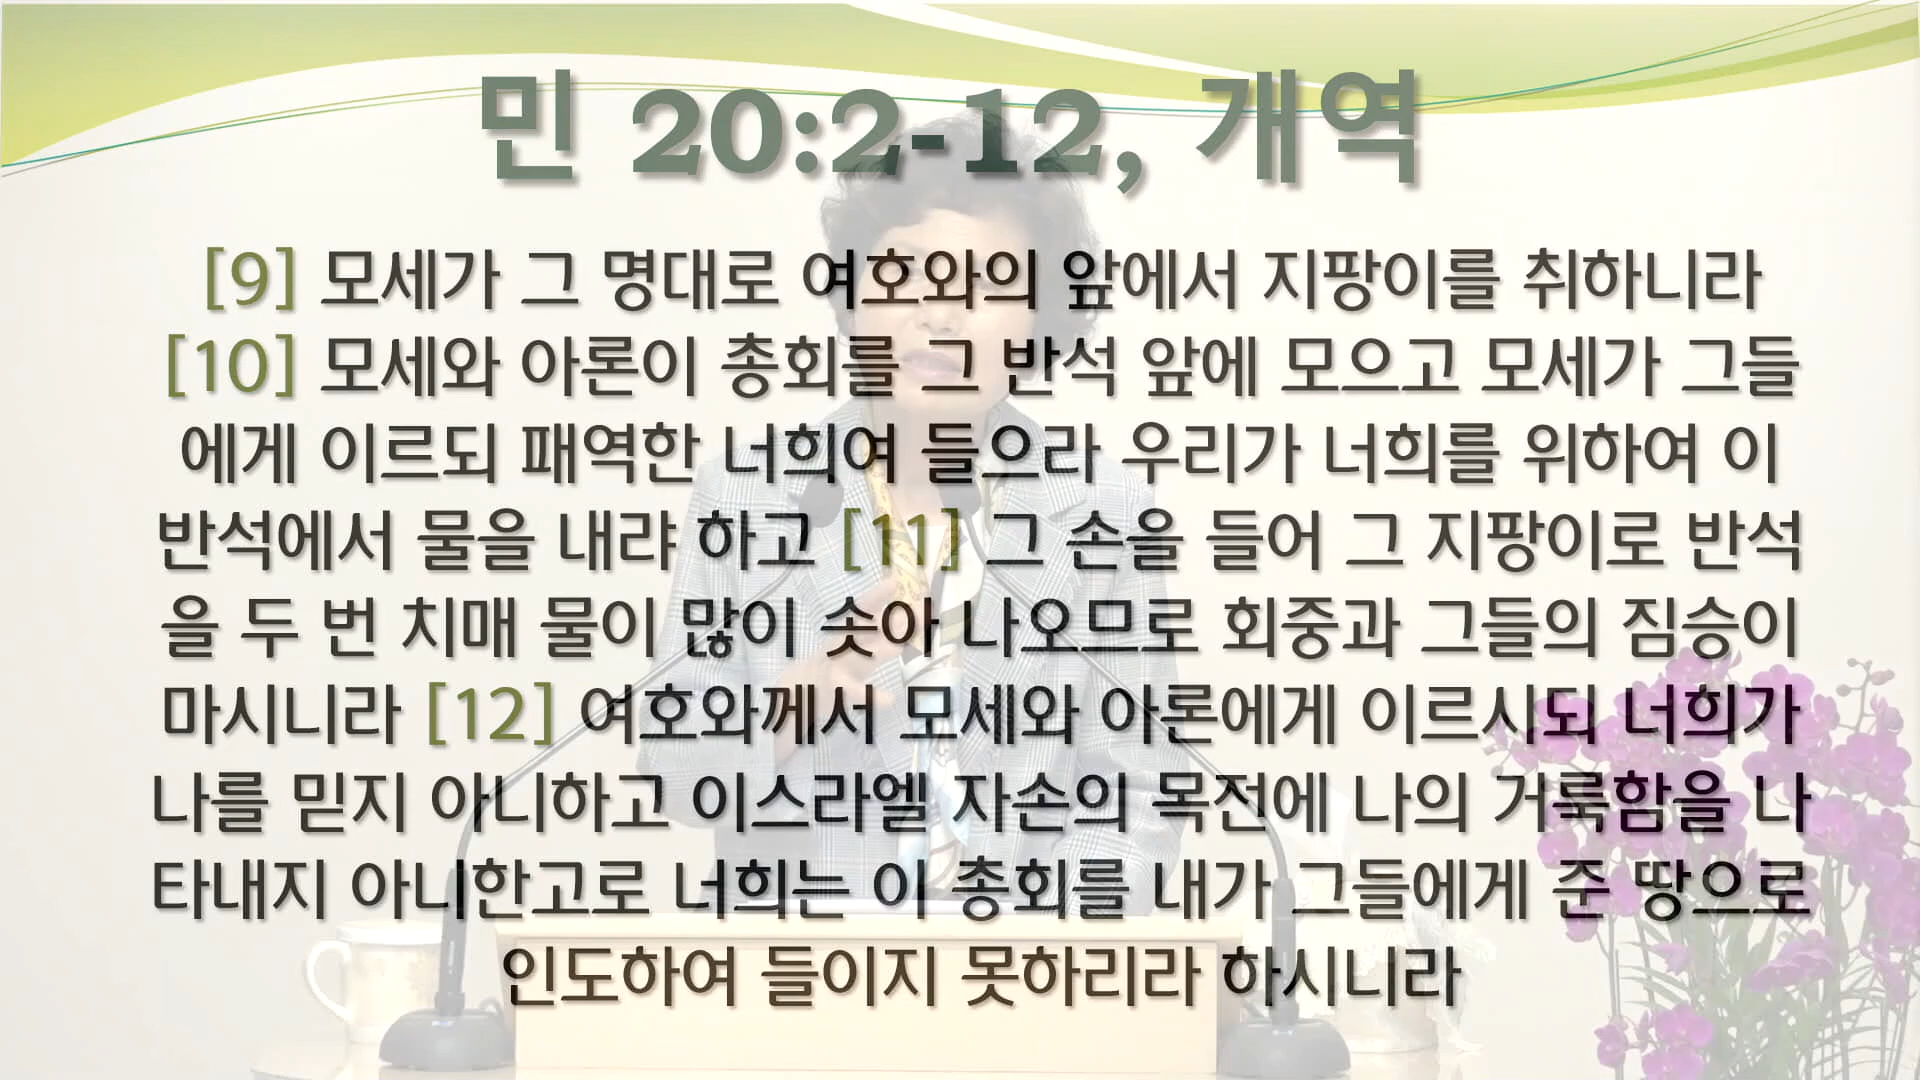 민 20:2-12, 개역
[9] 모세가 그 명대로 여호와의 앞에서 지팡이를 취하니라
[10] 모세와 아론이 총회를 그 반석 앞에 모으고 모세가 그들
에게 이르되 패역한 너희여 들으라 우리가 너희를 위하여 이
반석에서 물을 내랴 하고 [11] 그 손을 들어 그 지팡이로 반석
을 두 번 치매 물이 많이 솟아 나오므로 회중과 그들의 짐승이
마시니라 [12] 여호와께서 모세와 아론에게 이르시되 너희가
나를 믿지 아니하고 이스라엘 자손의 목전에 나의 거룩함을 나
타내지 아니한고로 너희는 이 총회를 내가 그들에게 준 땅으로
인도하여 들이지 못하리라 하시니라